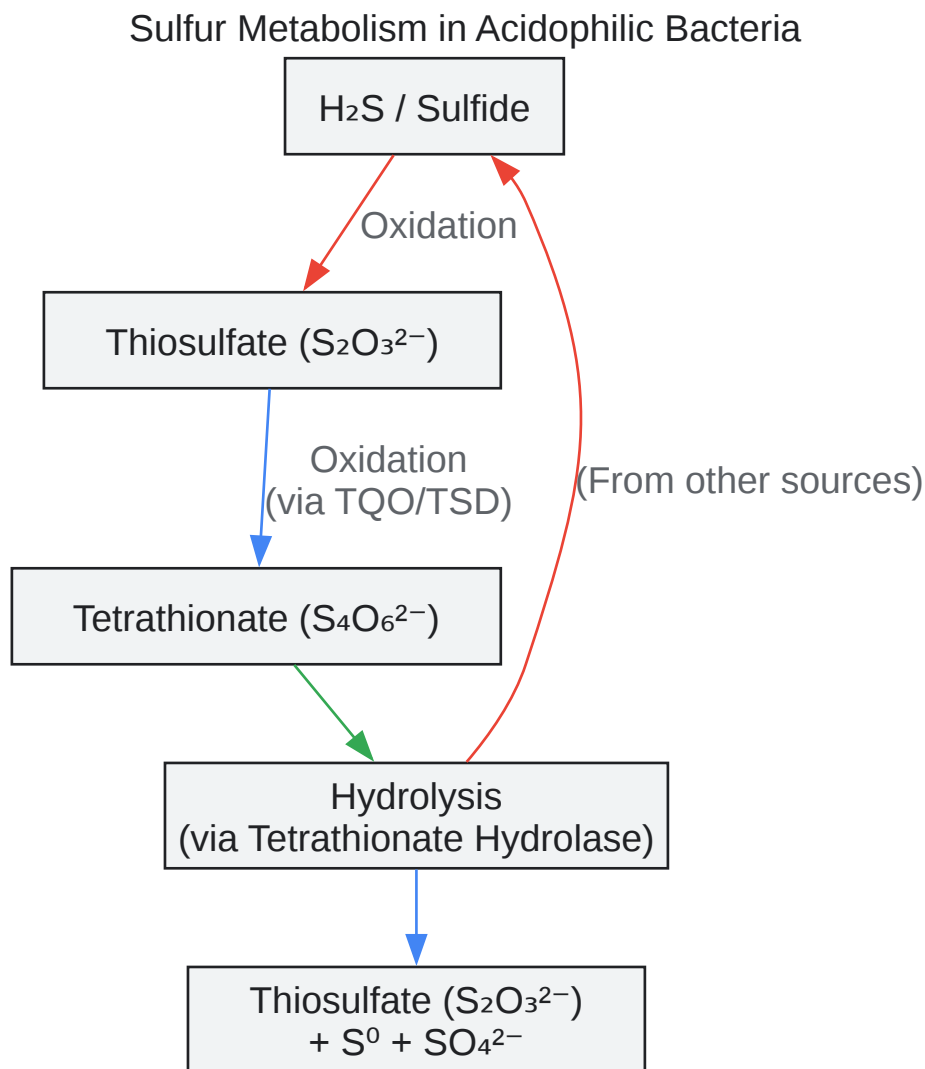 Sulfur Metabolism in Acidophilic Bacteria
H₂S / Sulfide
Oxidation
Thiosulfate (S₂O₃²⁻)
Oxidation
(via TQO/TSD)
(From other sources)
Tetrathionate (S₄O₆²⁻)
Hydrolysis
(via Tetrathionate Hydrolase)
Thiosulfate (S₂O₃²⁻)
+ S⁰ + SO₄²⁻